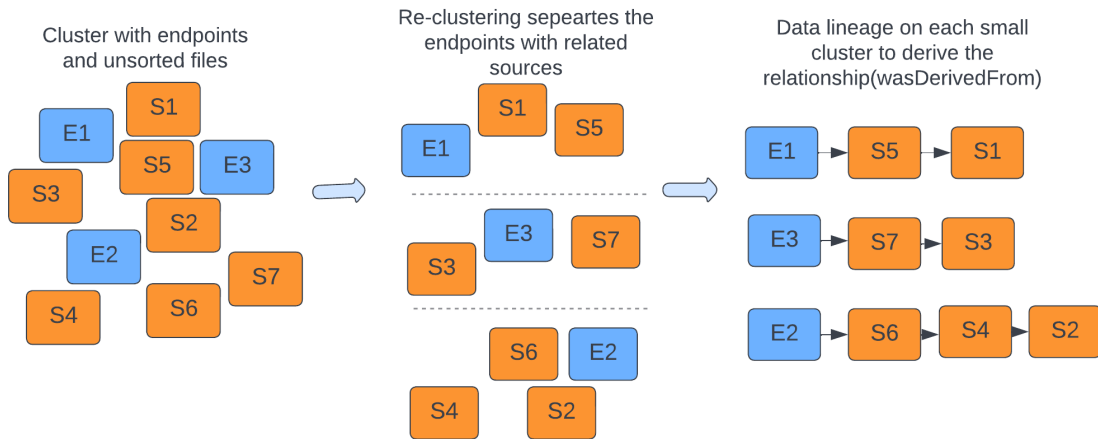 Cluster with endpoints
and unsorted files
S1
E1
S5
E3
S3
S2
E2
S7
S4
S6
Re-clustering sepeartes the
endpoints with related
sources
S1
S5
E1
E3
S7
S3
S6
E2
S4
S2
Data lineage on each small
cluster to derive the
relationship(wasDerivedFrom)
E1
S5
S1
E3
S7
S3
E2
S6
S4
S2